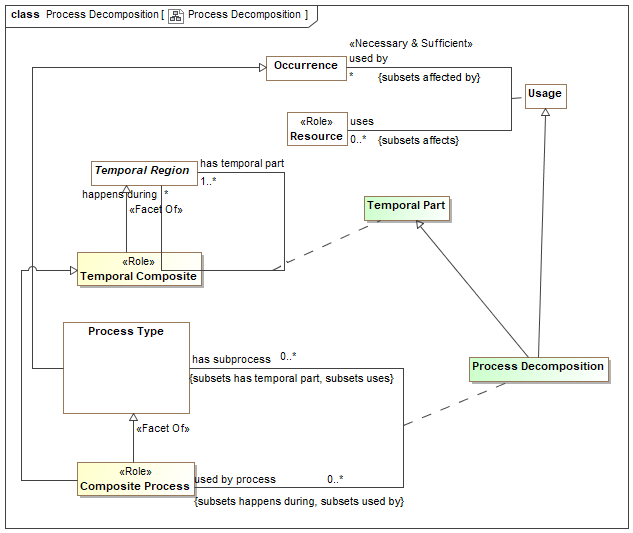 class Process Decomposition [ Process Decomposition ]
«Necessary & Sufficient»
Occurrence
used by
*
{subsets affected by}
Usage
«Role»
Resource
uses
0..*
{subsets affects}
Temporal Region
has temporal part
1..*
happens during
*
«Facet Of»
Temporal Part
«Role»
Temporal Composite
Process Type
has subprocess
0..*
{subsets has temporal part, subsets uses}
Process Decomposition
«Facet Of»
«Role»
Composite Process
used by process
0..*
{subsets happens during, subsets used by}